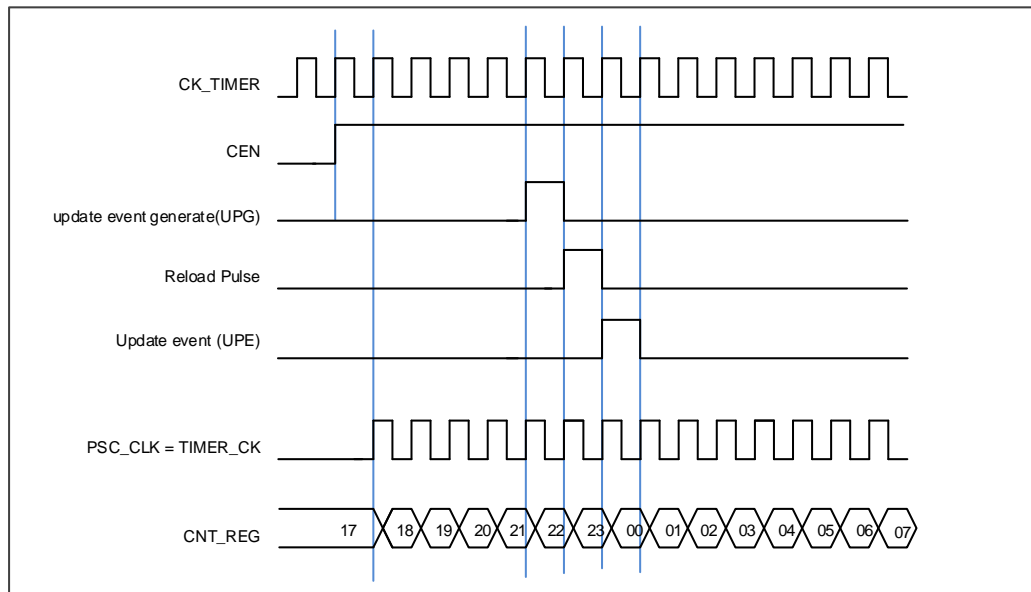 CK_TIMER
CEN
update event generate(UPG)
Reload Pulse
Update event (UPE)
PSC_CLK = TIMER_CK
CNT_REG 17 18 19 20 21 22 23 00 01 02 03 04 05 06 07